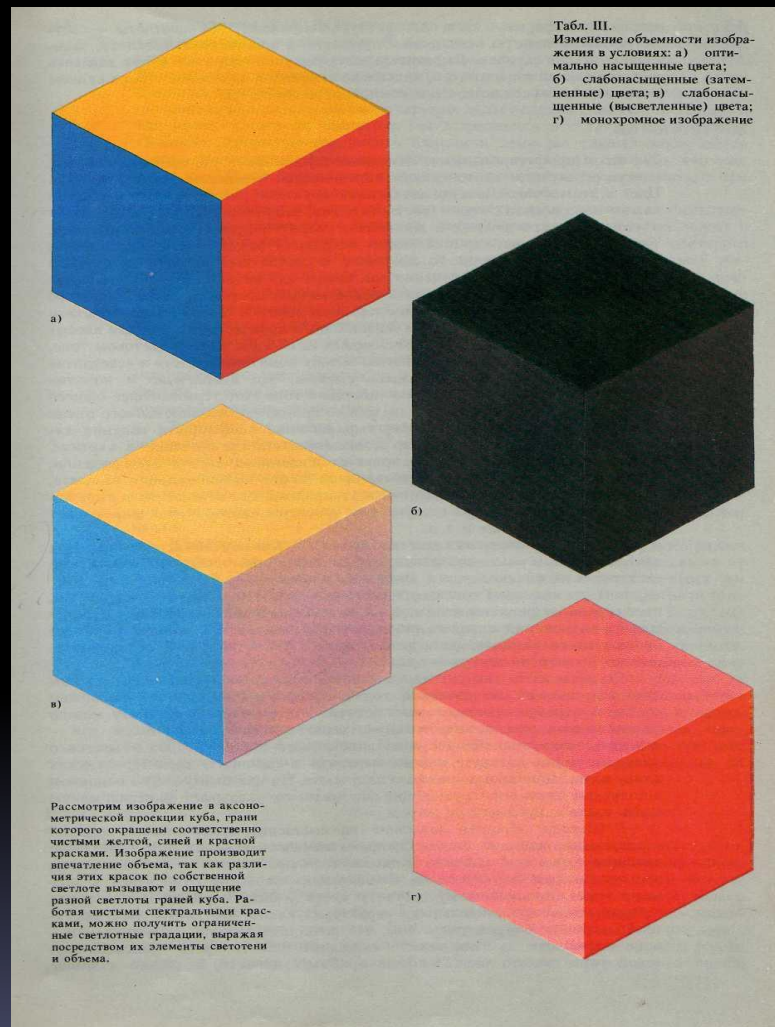 Табл. III.
Изменение объемности изобра-
жения в условиях: а) опти-
мально насыщенные цвета;
б) слабонасыщенные (затем-
ненные) цвета; в) слабонасы-
щенные (высветленные) цвета;
г) монохромное изображение
а)
б)
в)
г)
Рассмотрим изображение в аксоно-
метрической проекции куба, грани
которого окрашены соответственно
чистыми желтой, синей и красной
красками. Изображение производит
впечатление объема, так как разли-
чия этих красок по собственной
светлоте вызывают и ощущение
разной светлоты граней куба. Ра-
ботая чистыми спектральными крас-
ками, можно получить ограничен-
ные светлотные градации, выражая
посредством их элементы светотени
и объема.